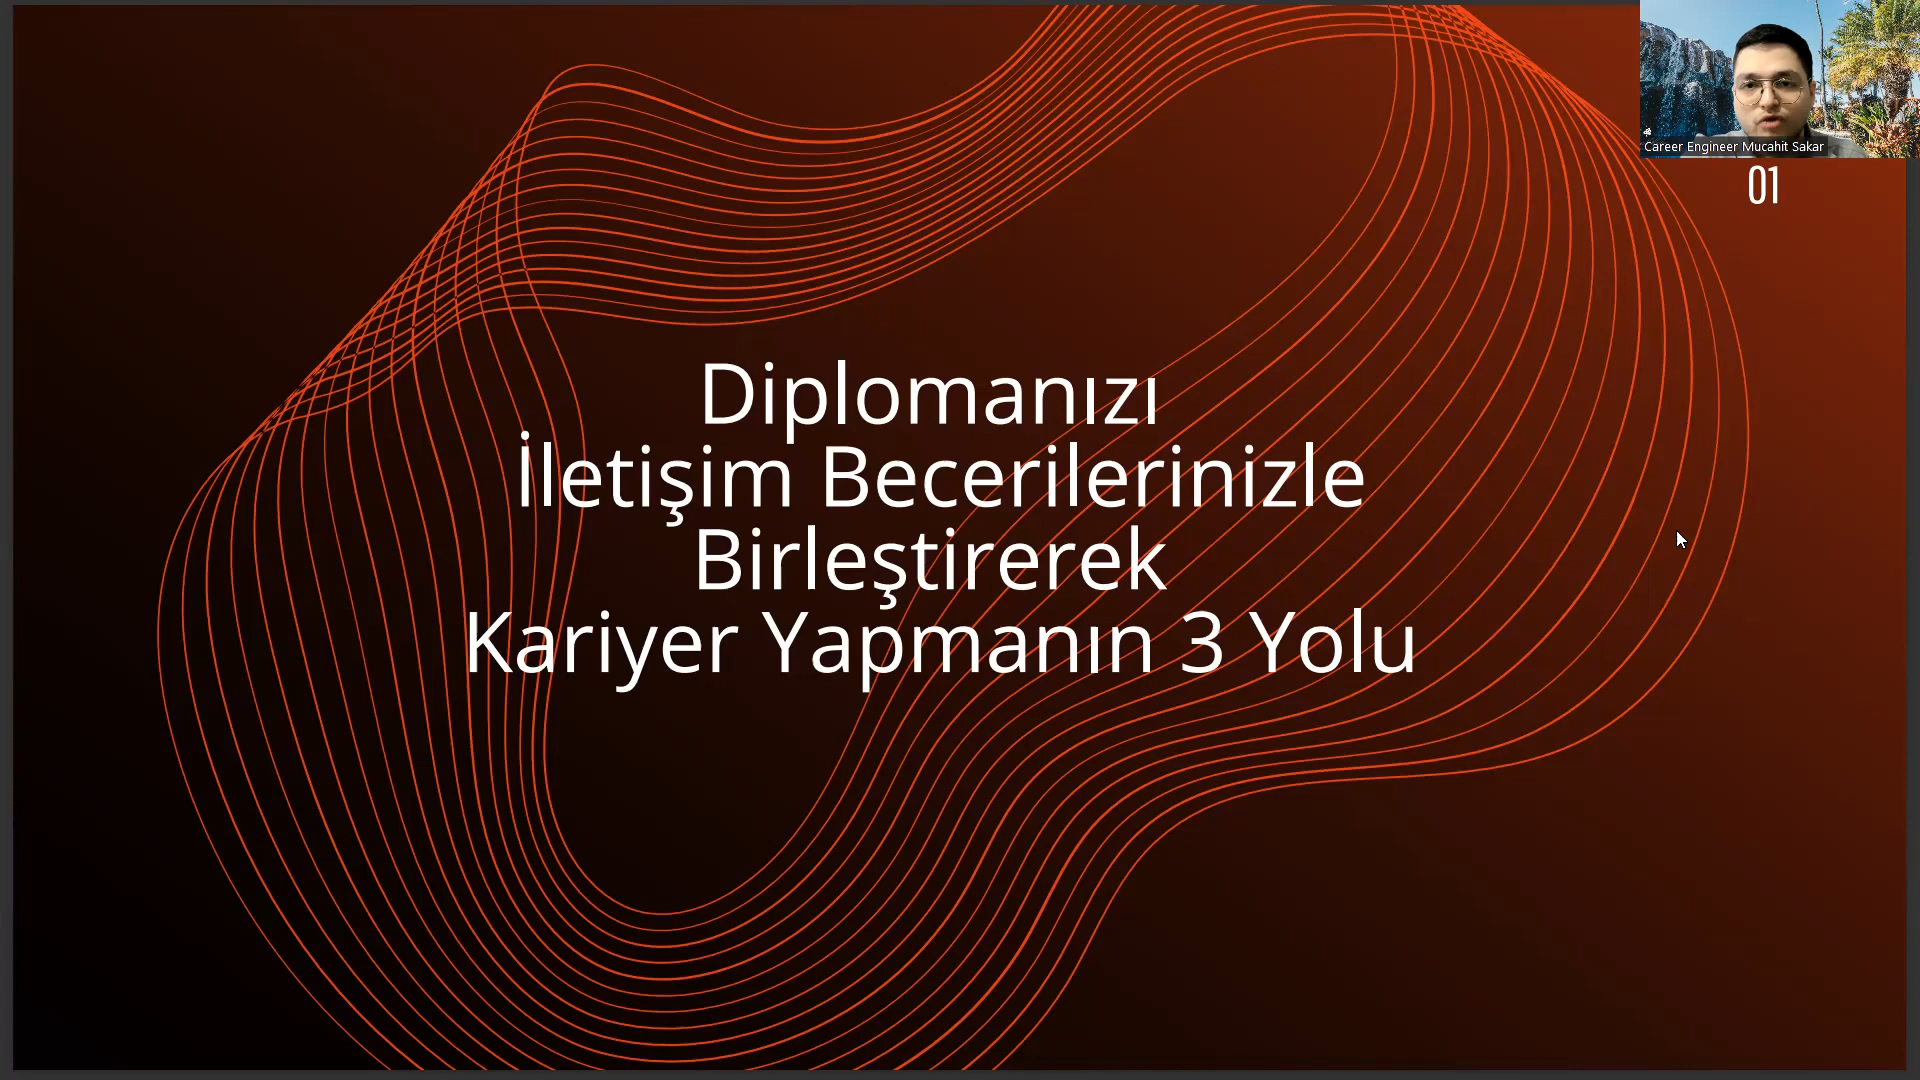 Career Engineer Mucahit Sakar
01
Diplomanızı
İletişim Becerilerinizle
Birleştirerek
Kariyer Yapmanın 3 Yolu